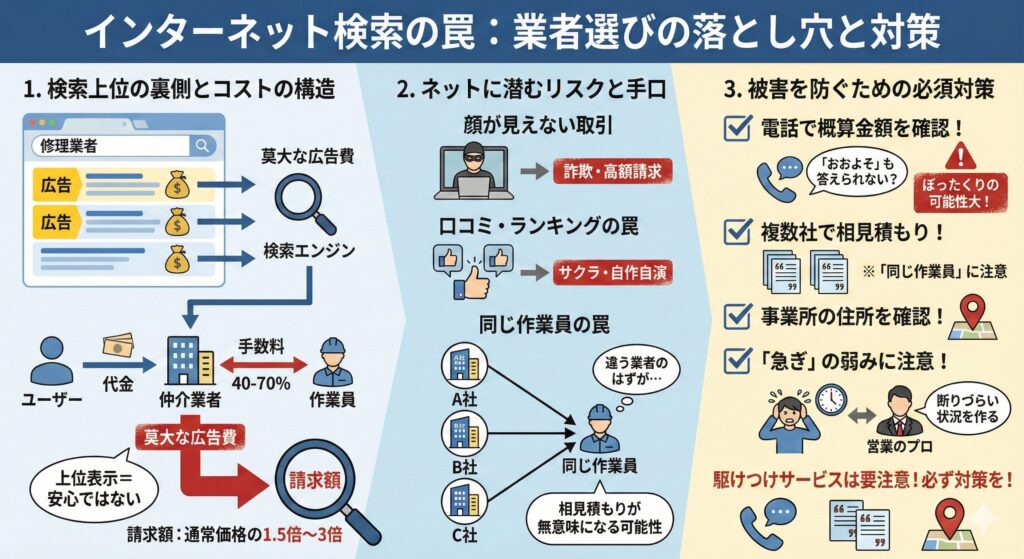 インターネット検索の罠：業者選びの落とし穴と対策
1. 検索上位の裏側とコストの構造
修理業者
広告
広告
莫大な広告費
検索エンジン
ユーザー
代金
仲介業者
手数料
40-70%
作業員
莫大な広告費
上位表示＝
安心ではない
請求額
請求額：通常価格の1.5倍〜3倍
2. ネットに潜むリスクと手口
顔が見えない取引
詐欺・高額請求
口コミ・ランキングの罠
サクラ・自作自演
同じ作業員の罠
A社
B社
C社
違う業者の
はずが…
同じ作業員
相見積もりが
無意味になる可能性
3. 被害を防ぐための必須対策
電話で概算金額を確認！
「おおよそ」も
答えられない？
ぼったくりの
可能性大！
複数社で相見積もり！
※「同じ作業員」に注意
事業所の住所を確認！
「急ぎ」の弱みに注意！
断りづらい
状況を作る
営業のプロ
駆けつけサービスは要注意！必ず対策を！